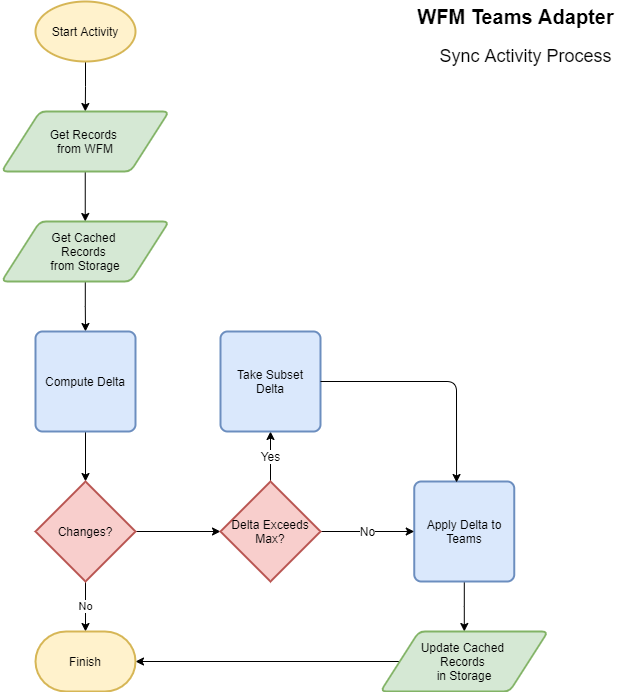 WFM Teams Adapter
Sync Activity Process
Start Activity
Get Records
from WFM
Get Cached
Records
from Storage
Compute Delta
Take Subset
Delta
Yes
Changes?
Delta Exceeds
Max?
No
Apply Delta to
Teams
No
Finish
Update Cached
Records
in Storage